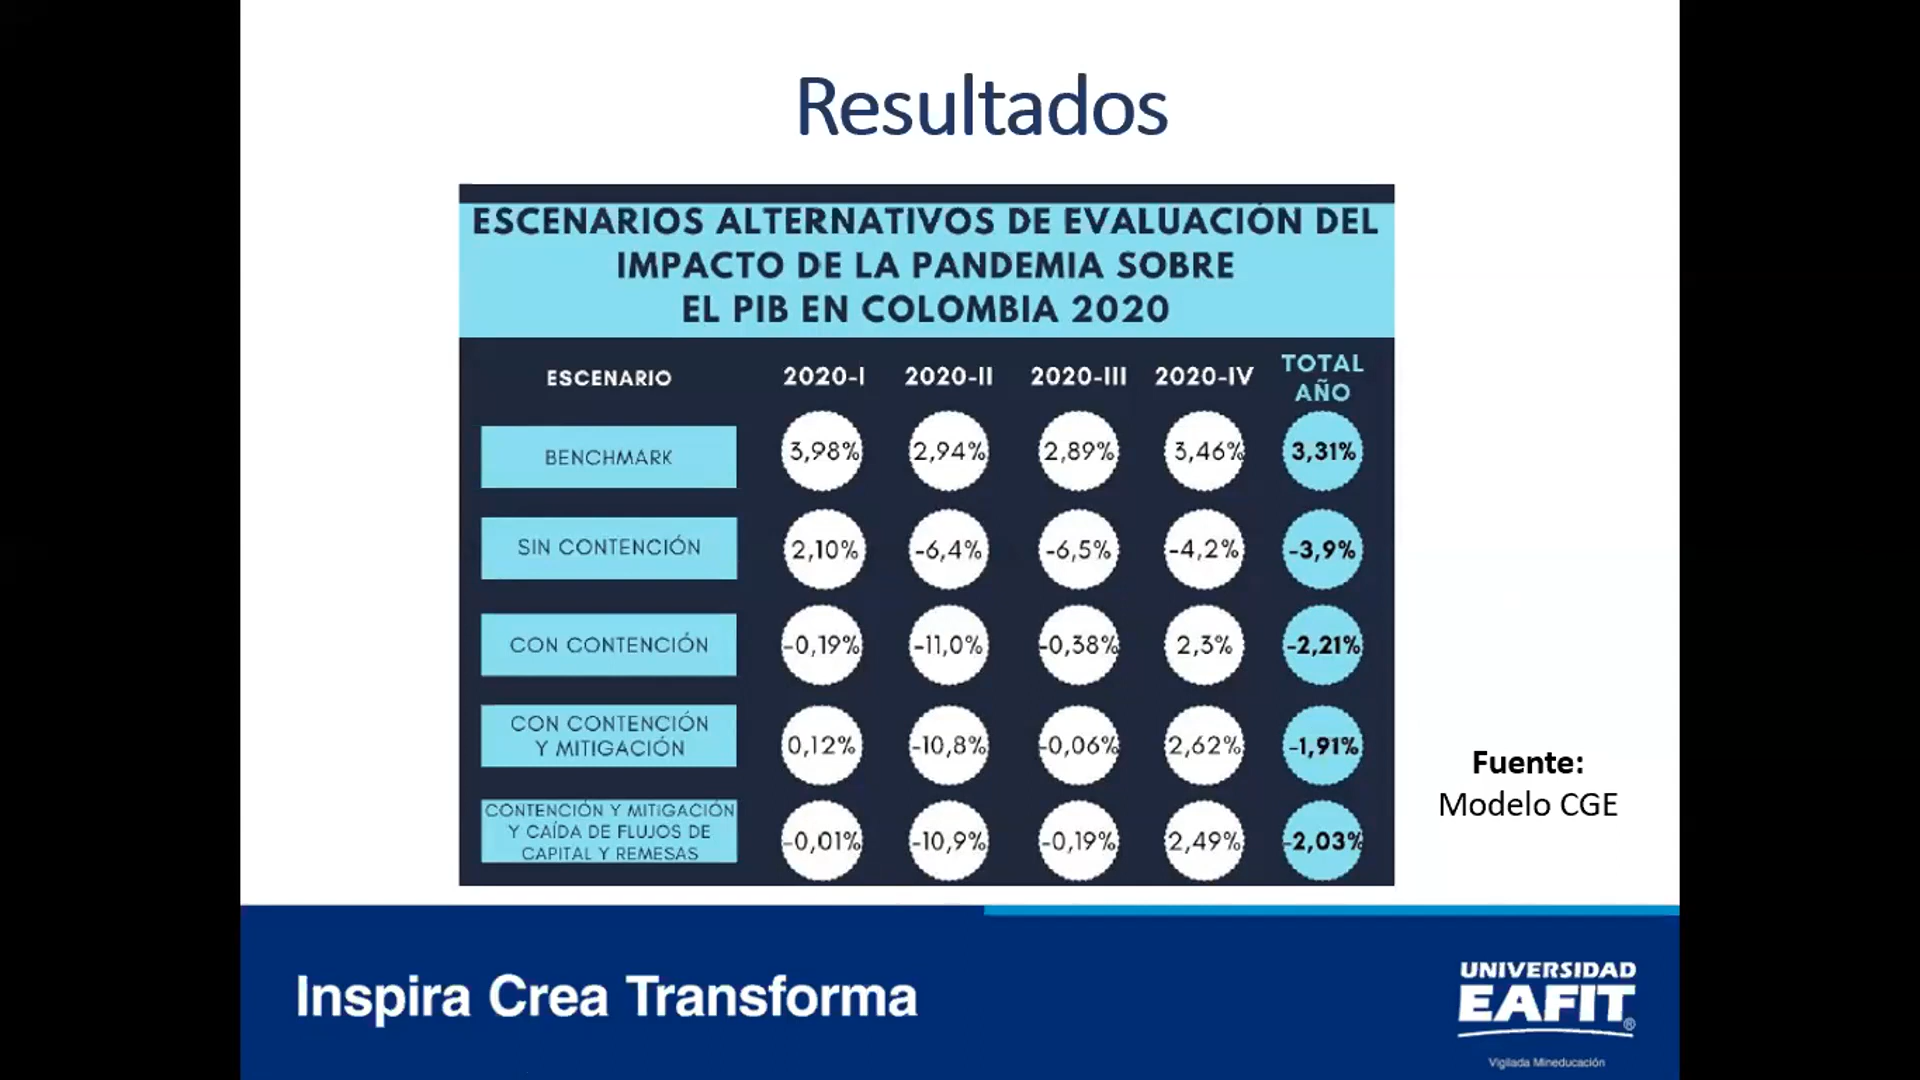 Resultados
ESCENARIOS ALTERNATIVOS DE EVALUACIÓN DEL
IMPACTO DE LA PANDEMIA SOBRE
EL PIB EN COLOMBIA 2020
ESCENARIO 2020-I 2020-II 2020-III 2020-IV TOTAL
AÑO
BENCHMARK 3,98% 2,94% 2,89% 3,46% 3,31%
SIN CONTENCIÓN 2,10% -6,4% -6,5% -4,2% -3,9%
CON CONTENCIÓN -0,19% -11,0% -0,38% 2,3% -2,21%
CON CONTENCIÓN
Y MITIGACIÓN 0,12% -10,8% -0,06% 2,62% -1,91%
CONTENCIÓN Y MITIGACIÓN
Y CAÍDA DE FLUJOS DE
CAPITAL Y REMESAS -0,01% -10,9% -0,19% 2,49% -2,03%
Fuente:
Modelo CGE
Inspira Crea Transforma
UNIVERSIDAD
EAFIT®
Vigilada Mineducación